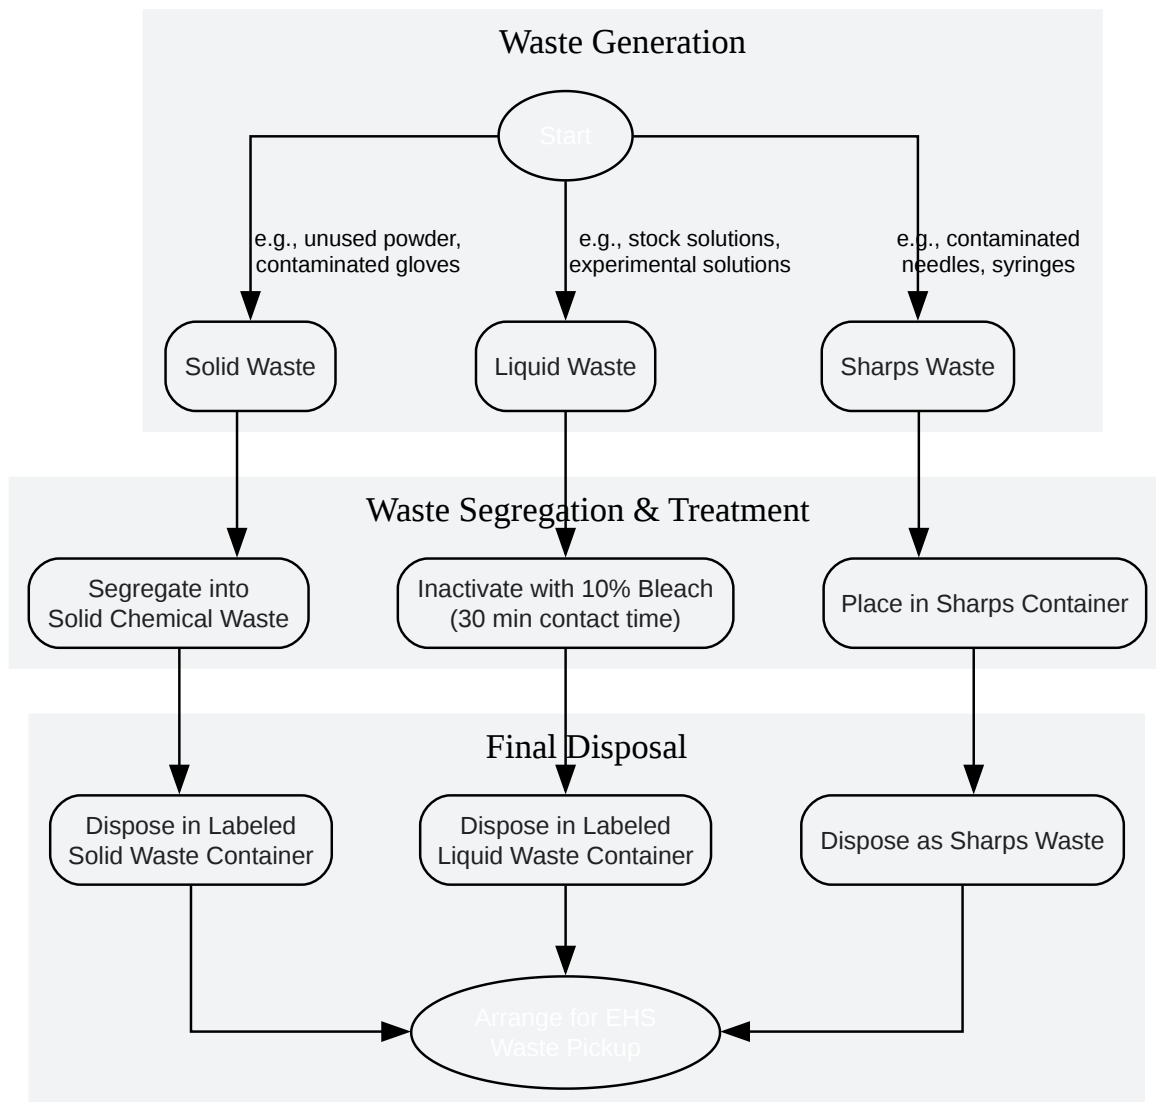 Waste Generation
Start
e.g., unused powder,
contaminated gloves
e.g., stock solutions,
experimental solutions
e.g., contaminated
needles, syringes
Solid Waste
Liquid Waste
Sharps Waste
Waste Segregation & Treatment
Segregate into
Solid Chemical Waste
Inactivate with 10% Bleach
(30 min contact time)
Place in Sharps Container
Final Disposal
Dispose in Labeled
Solid Waste Container
Dispose in Labeled
Liquid Waste Container
Dispose as Sharps Waste
Arrange for EHS
Waste Pickup